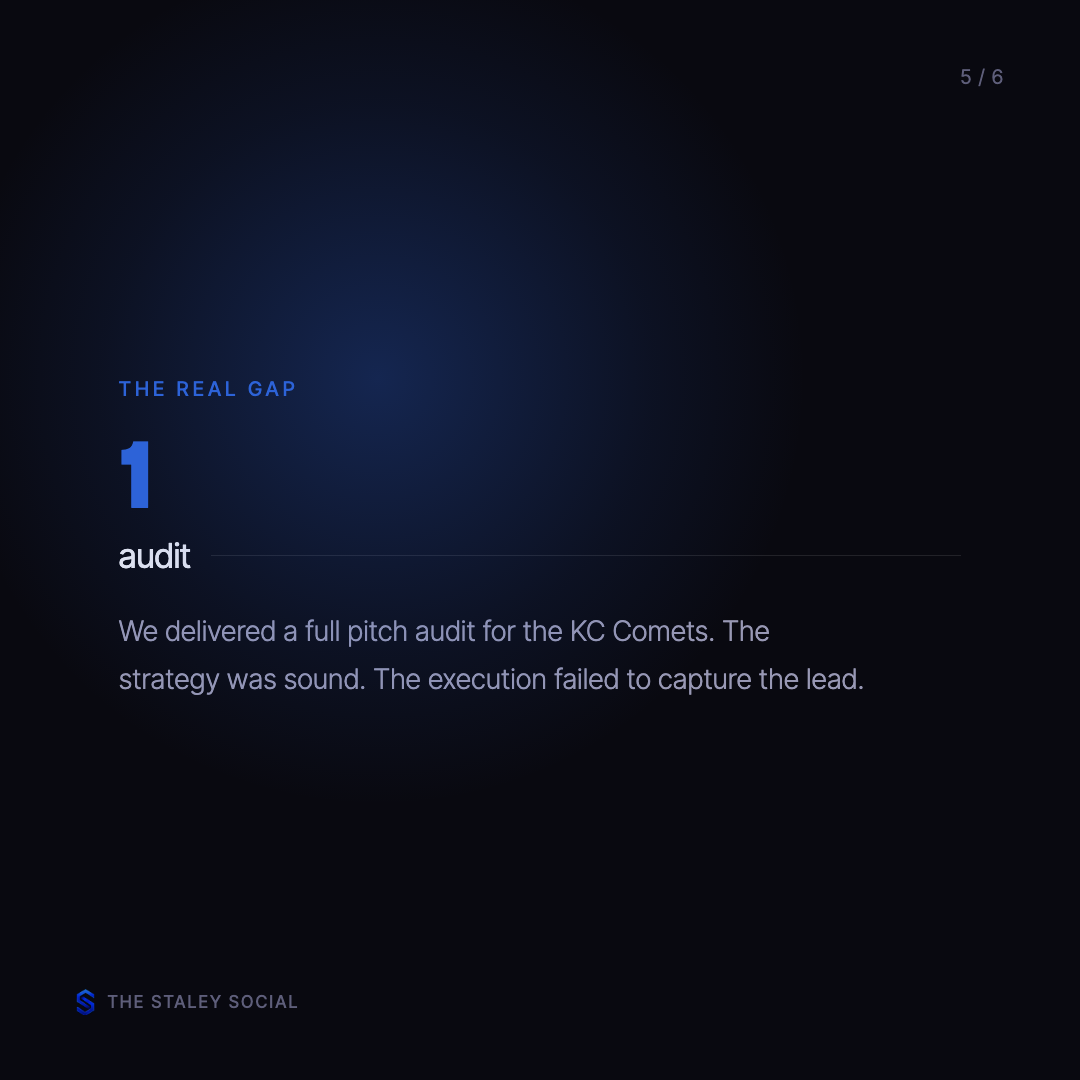 5 / 6
THE REAL GAP
1
audit
We delivered a full pitch audit for the KC Comets. The
strategy was sound. The execution failed to capture the lead.
THE STALEY SOCIAL